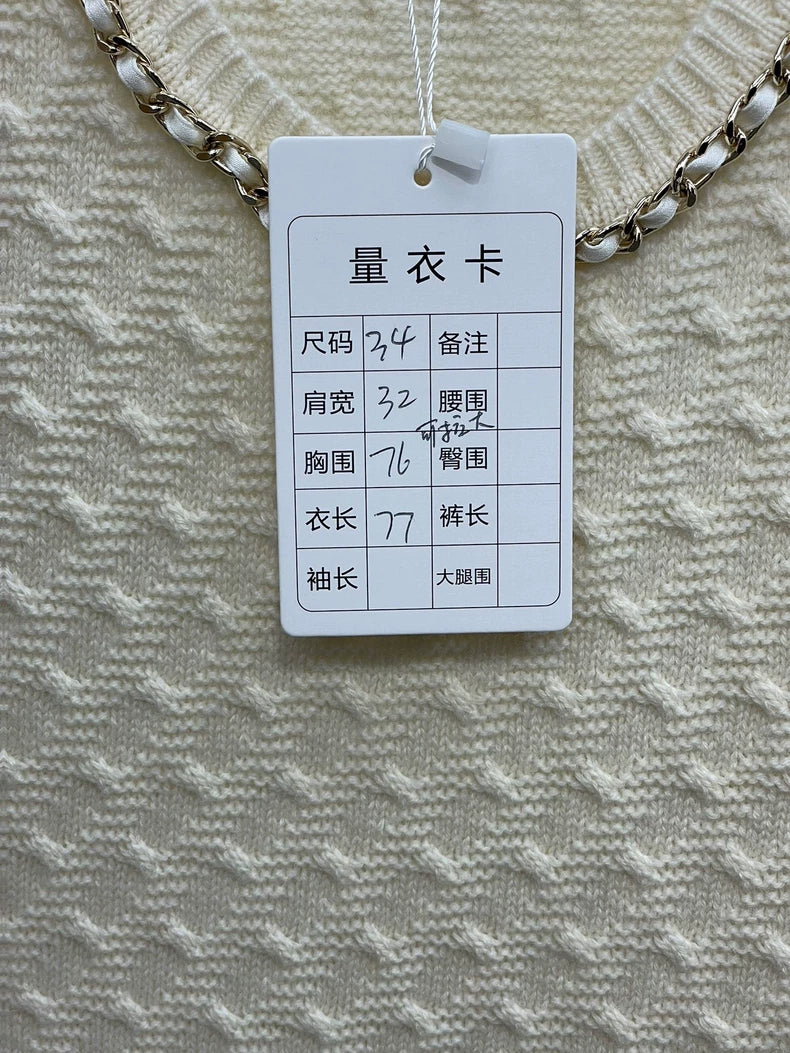 量衣卡
尺码 34 备注
肩宽 32 腰围
可拉大
胸围 76 臀围
衣长 77 裤长
袖长 大腿围